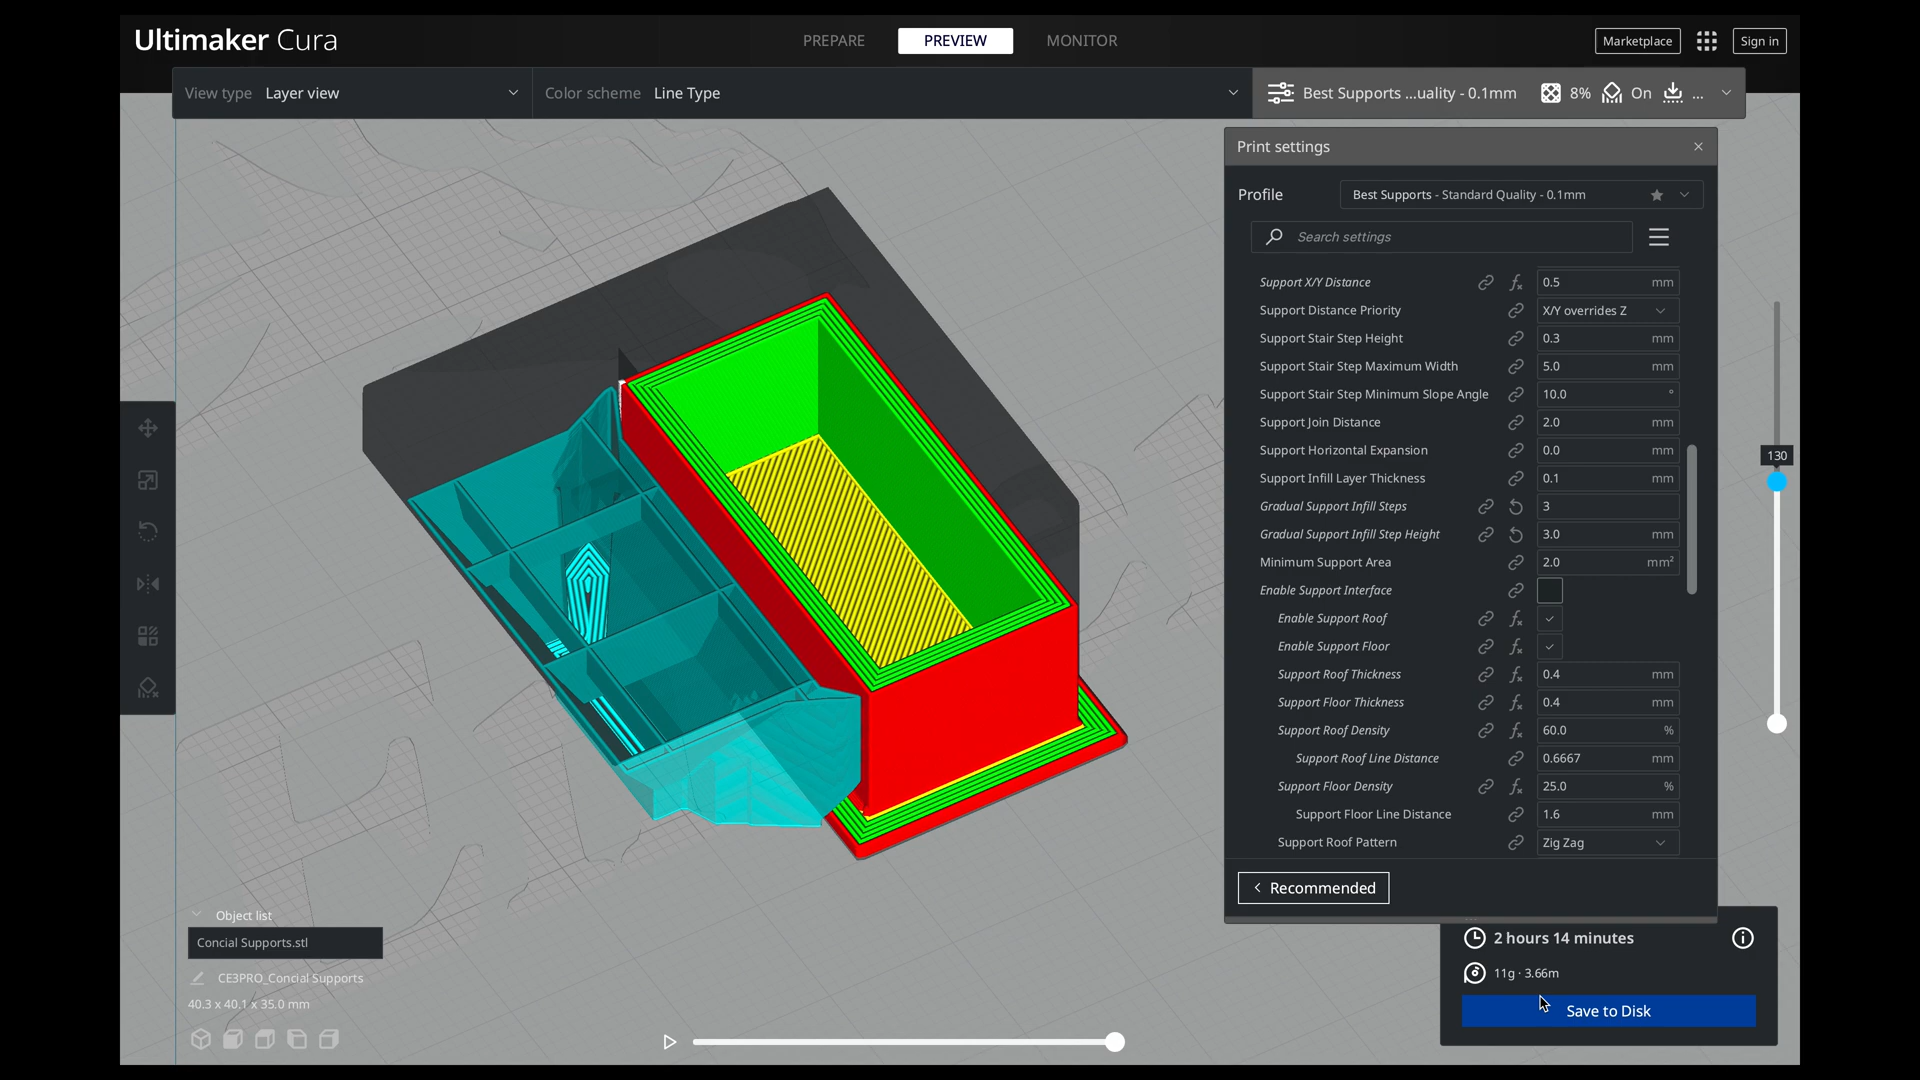 Ultimaker Cura
PREPARE
PREVIEW
MONITOR
Marketplace
Sign in
View type Layer view
Color scheme Line Type
Best Supports ...uality - 0.1mm
8%
On
...
Print settings
Profile
Best Supports - Standard Quality - 0.1mm
Search settings
Support X/Y Distance 0.5 mm
Support Distance Priority X/Y overrides Z
Support Stair Step Height 0.3 mm
Support Stair Step Maximum Width 5.0 mm
Support Stair Step Minimum Slope Angle 10.0 °
Support Join Distance 2.0 mm
Support Horizontal Expansion 0.0 mm
Support Infill Layer Thickness 0.1 mm
Gradual Support Infill Steps 3
Gradual Support Infill Step Height 3.0 mm
Minimum Support Area 2.0 mm²
Enable Support Interface
Enable Support Roof
Enable Support Floor
Support Roof Thickness 0.4 mm
Support Floor Thickness 0.4 mm
Support Roof Density 60.0 %
Support Roof Line Distance 0.6667 mm
Support Floor Density 25.0 %
Support Floor Line Distance 1.6 mm
Support Roof Pattern Zig Zag
Recommended
130
Object list
Concial Supports.stl
CE3PRO_Concial Supports
40.3 x 40.1 x 35.0 mm
2 hours 14 minutes
11g · 3.66m
Save to Disk